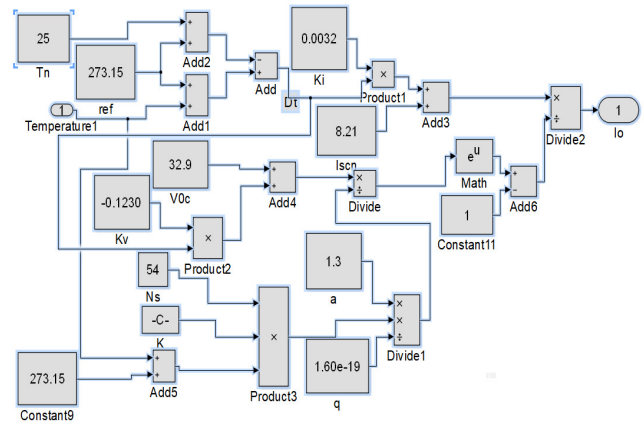 25
Tn
Add2
273.15
ref
Add
0.0032
Ki
×
Product1
1
Temperature1
Add1
Dt
8.21
Iscn
Add3
×
÷
Divide2
1
Io
32.9
V0c
Add4
×
÷
Divide
e^u
Math
1
Constant11
Add6
-0.1230
Kv
×
Product2
54
Ns
-C-
K
1.3
a
×
×
÷
Divide1
273.15
Constant9
Add5
×
Product3
1.60e-19
q